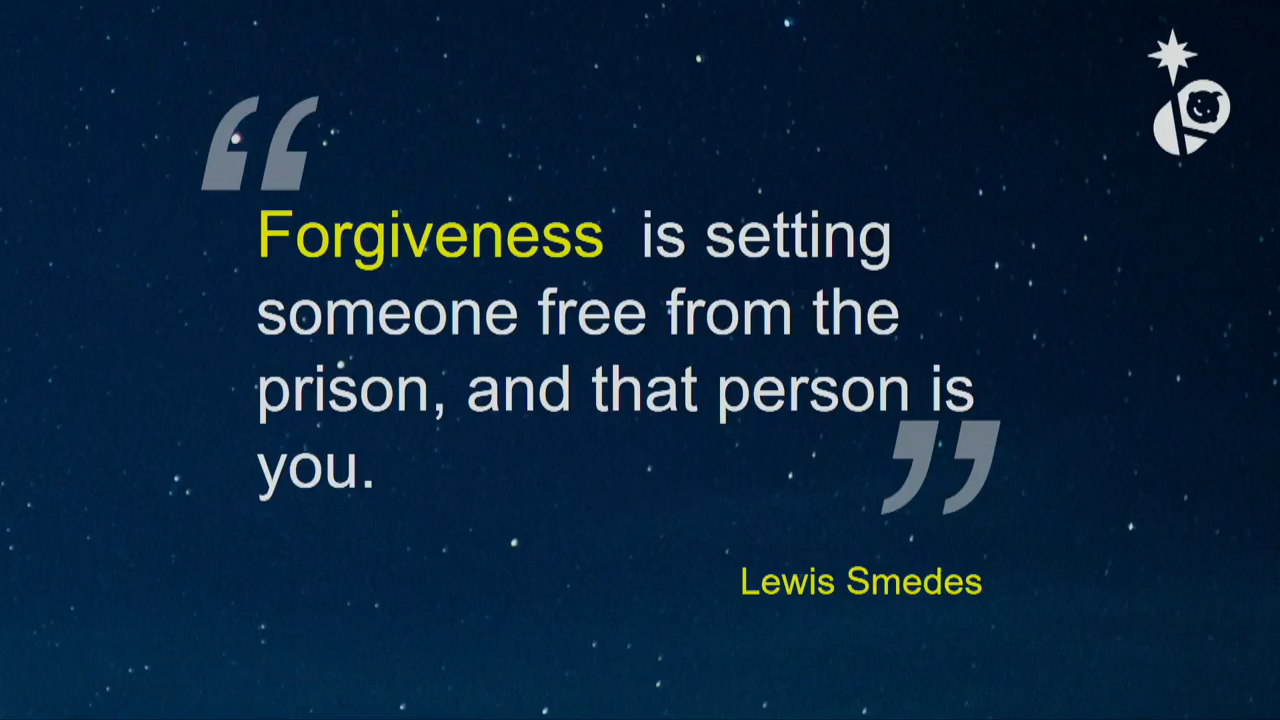 “
Forgiveness is setting
someone free from the
prison, and that person is
you.
”
Lewis Smedes